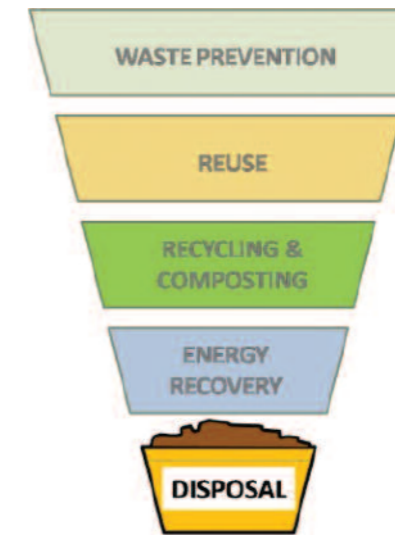 WASTE PREVENTION
REUSE
RECYCLING &
COMPOSTING
ENERGY
RECOVERY
DISPOSAL